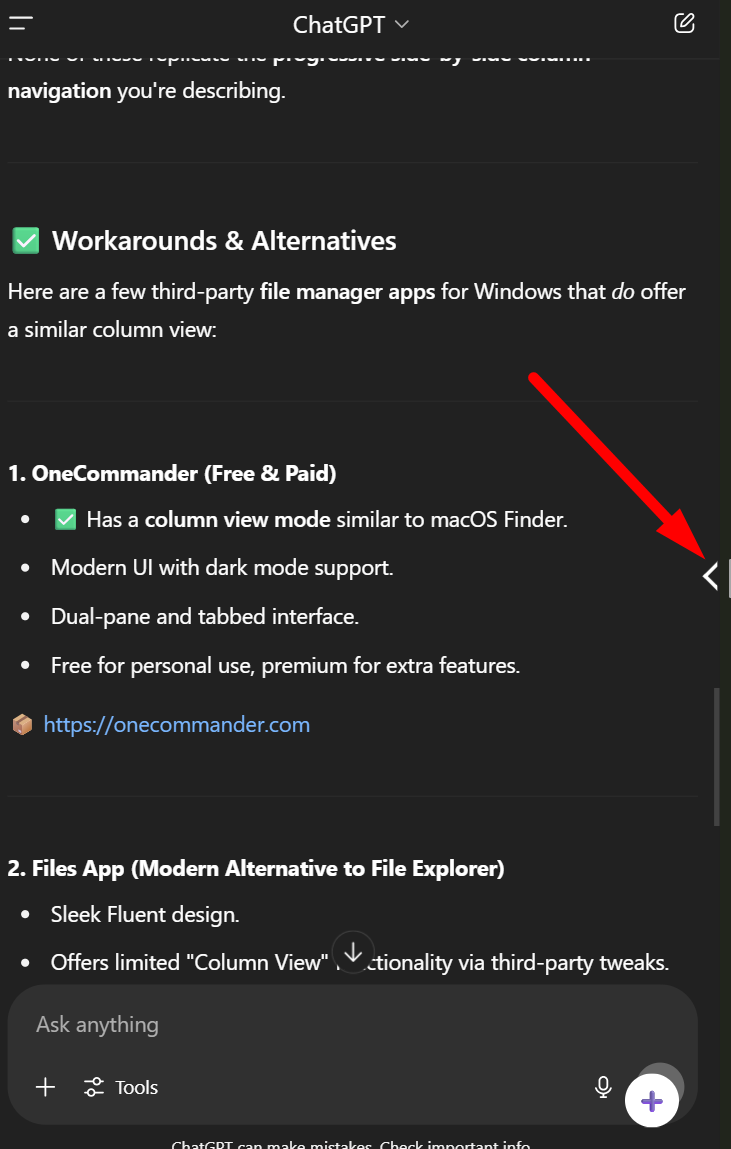 ChatGPT
None of these replicate the progressive side-by-side column
navigation you're describing.
✅ Workarounds & Alternatives
Here are a few third-party file manager apps for Windows that do offer
a similar column view:
1. OneCommander (Free & Paid)
• ✅ Has a column view mode similar to macOS Finder.
• Modern UI with dark mode support.
• Dual-pane and tabbed interface.
• Free for personal use, premium for extra features.
📦 https://onecommander.com
2. Files App (Modern Alternative to File Explorer)
• Sleek Fluent design.
• Offers limited "Column View" ctionality via third-party tweaks.
Ask anything
Tools
ChatGPT can make mistakes. Check important info.